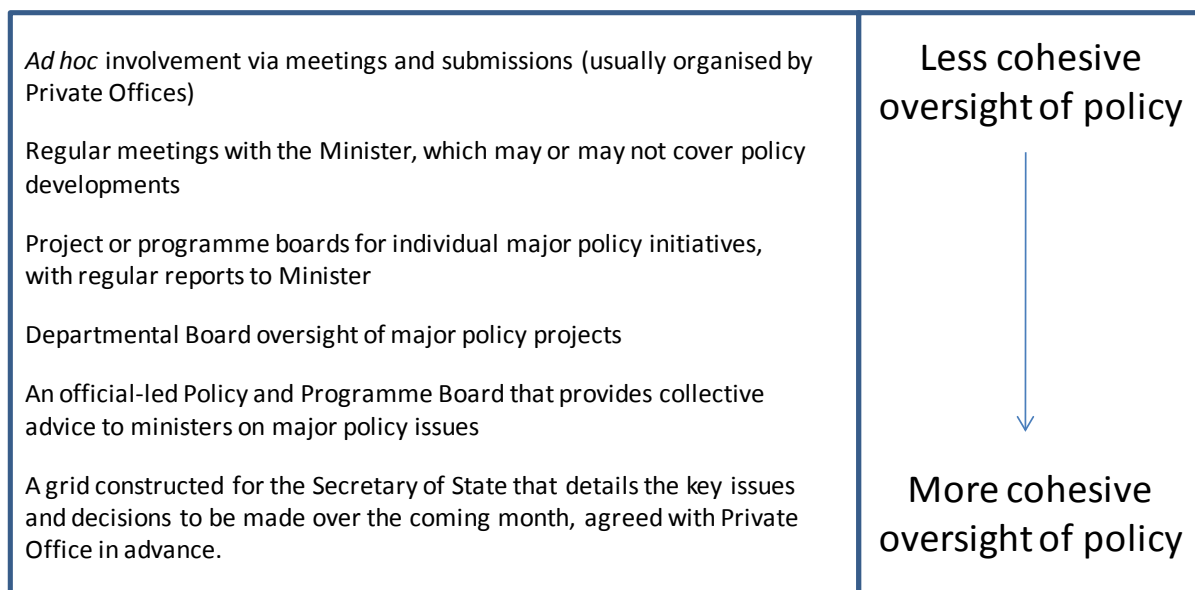 Ad hoc involvement via meetings and submissions (usually organised by
Private Offices)
Regular meetings with the Minister, which may or may not cover policy
developments
Project or programme boards for individual major policy initiatives,
with regular reports to Minister
Departmental Board oversight of major policy projects
An official-led Policy and Programme Board that provides collective
advice to ministers on major policy issues
A grid constructed for the Secretary of State that details the key issues
and decisions to be made over the coming month, agreed with Private
Office in advance.
Less cohesive
oversight of policy
More cohesive
oversight of policy